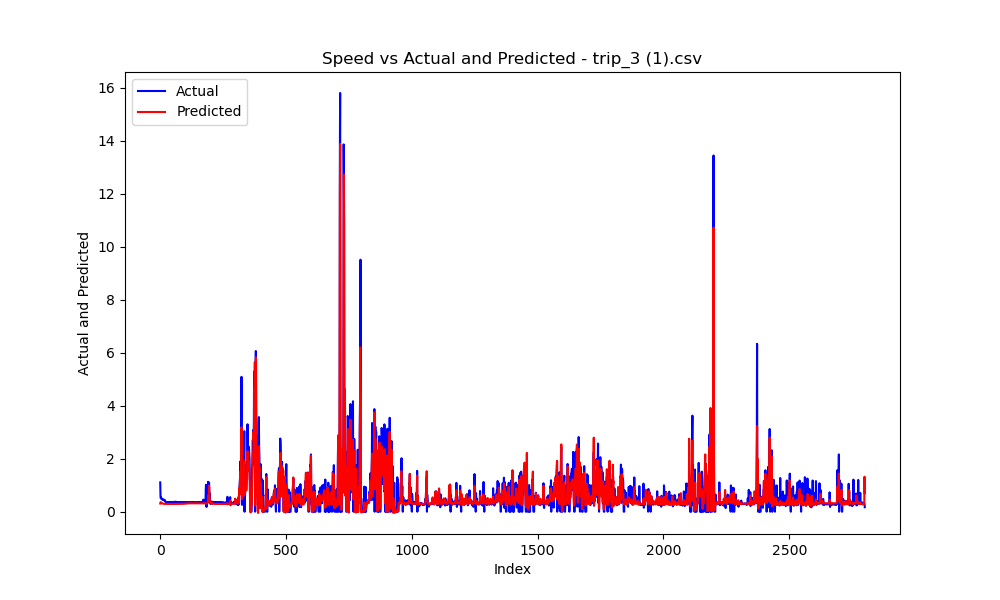 Speed vs Actual and Predicted - trip_3 (1).csv
Actual
Predicted
16
14
12
10
8
6
4
2
0
Actual and Predicted
0 500 1000 1500 2000 2500
Index